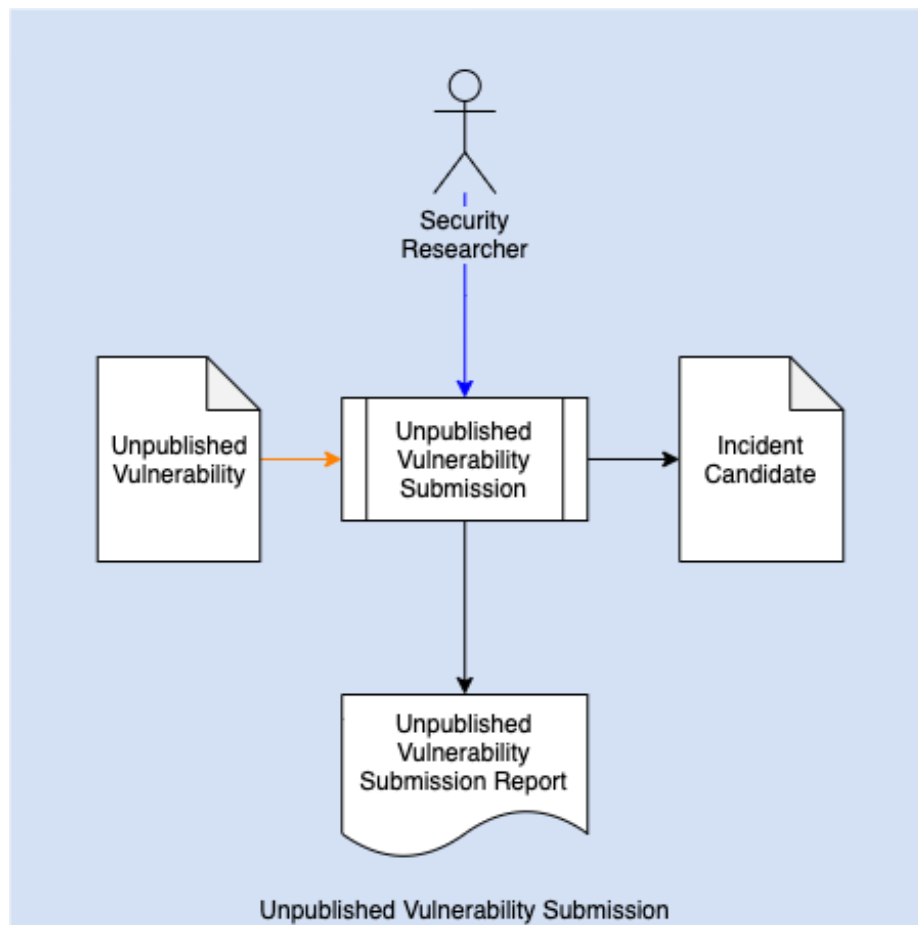 Security
Researcher
Unpublished
Vulnerability
Unpublished
Vulnerability
Submission
Incident
Candidate
Unpublished
Vulnerability
Submission Report
Unpublished Vulnerability Submission